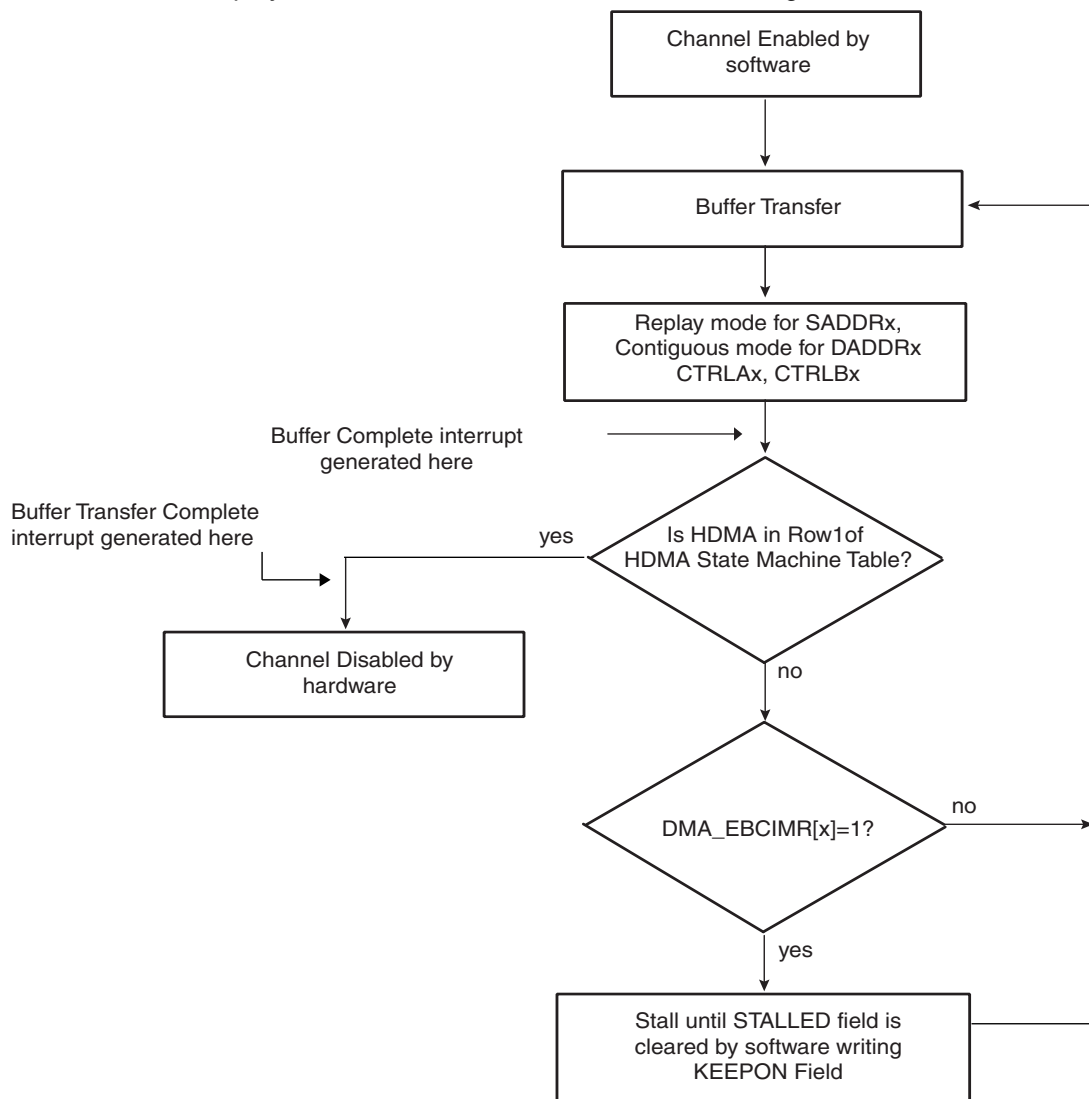 Channel Enabled by
software
Buffer Transfer
Replay mode for SADDRx,
Contiguous mode for DADDRx
CTRLAx, CTRLBx
Buffer Complete interrupt
generated here
Buffer Transfer Complete
interrupt generated here
yes
Is HDMA in Row1of
HDMA State Machine Table?
Channel Disabled by
hardware
no
DMA_EBCIMR[x]=1?
no
yes
Stall until STALLED field is
cleared by software writing
KEEPON Field